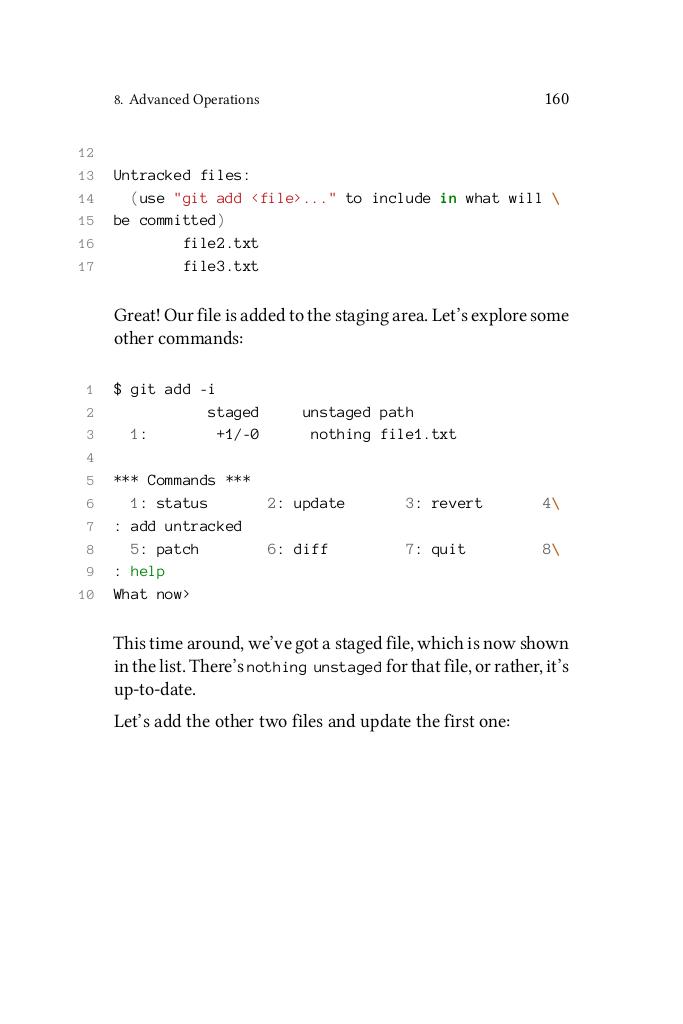 8. Advanced Operations 160
12
13 Untracked files:
14   (use "git add <file>..." to include in what will \
15 be committed)
16         file2.txt
17         file3.txt
Great! Our file is added to the staging area. Let's explore some
other commands:
1 $ git add -i
2            staged     unstaged path
3   1:        +1/-0      nothing file1.txt
4
5 *** Commands ***
6   1: status       2: update       3: revert       4\
7 : add untracked
8   5: patch        6: diff         7: quit         8\
9 : help
10 What now>
This time around, we've got a staged file, which is now shown
in the list. There's nothing unstaged for that file, or rather, it's
up-to-date.
Let's add the other two files and update the first one: